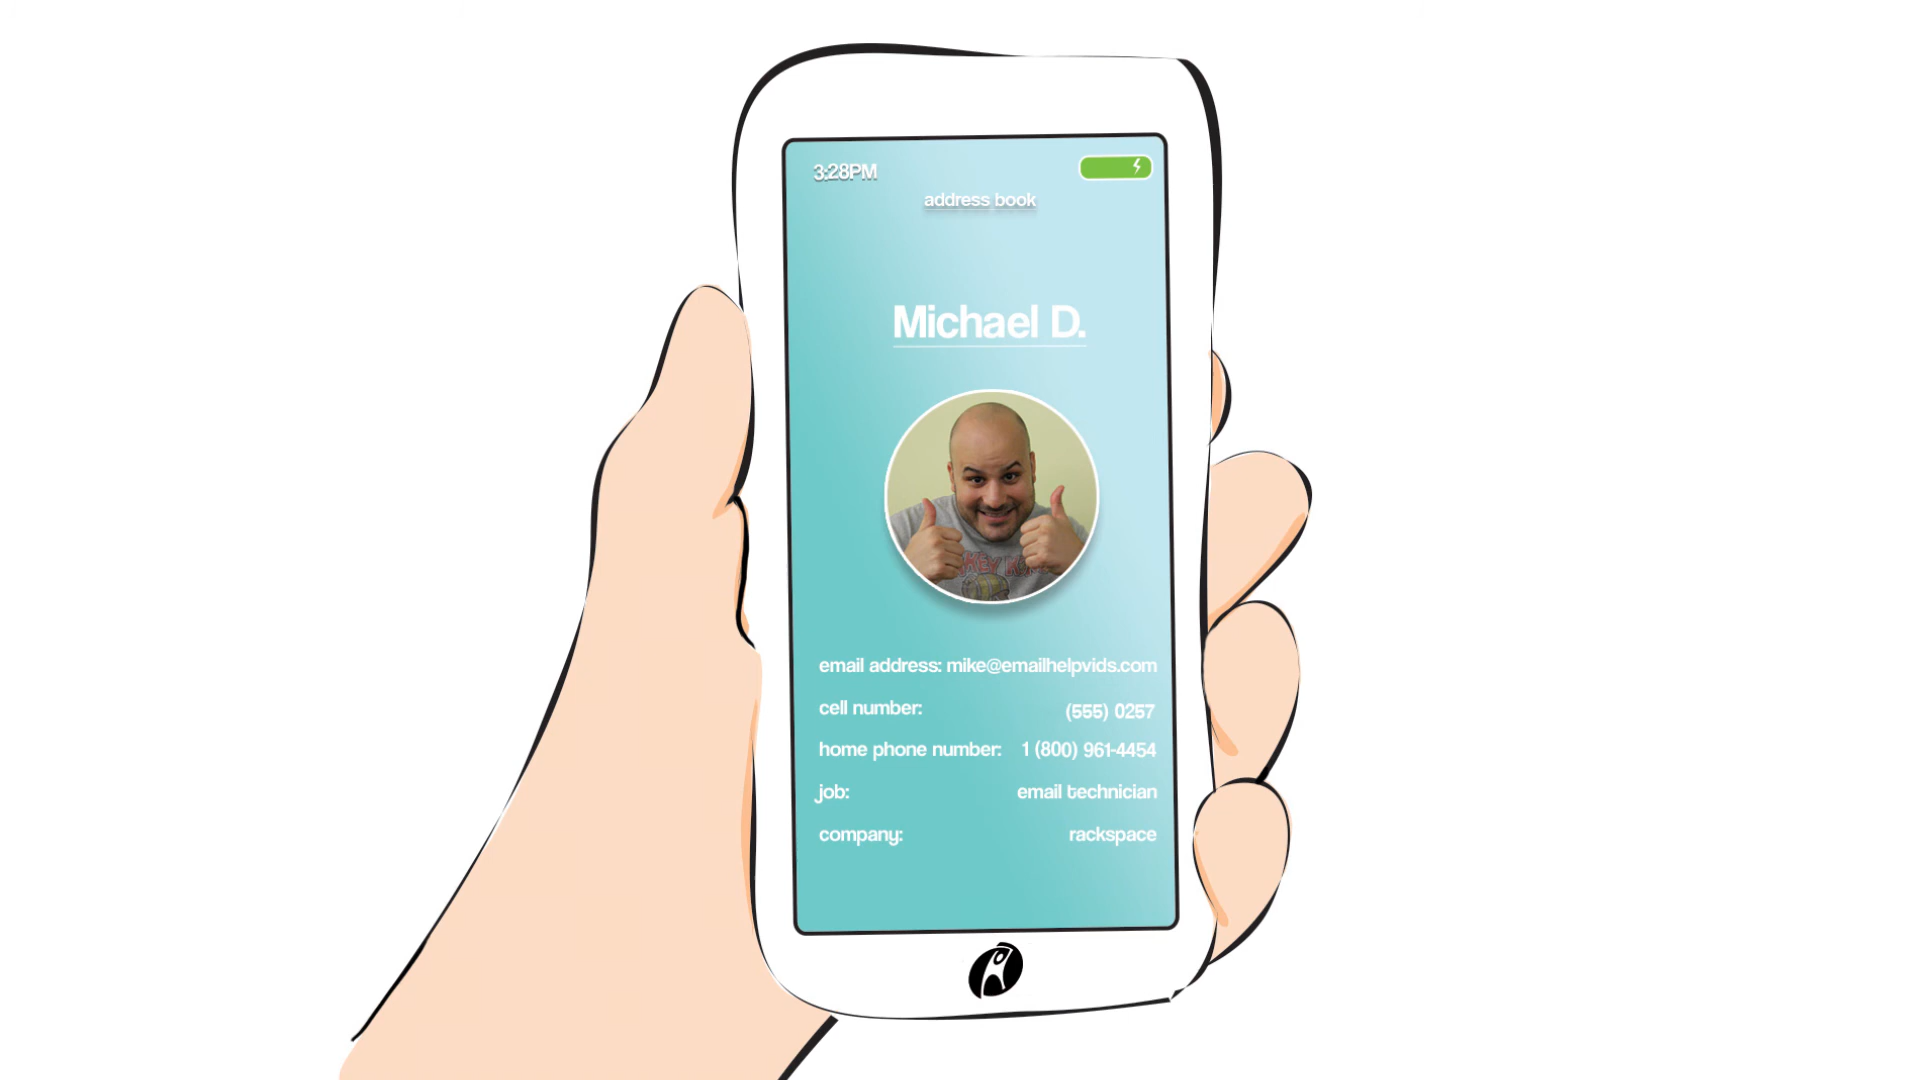 3:28PM
address book
Michael D.
email address: mike@emailhelpvids.com
cell number: (555) 0257
home phone number: 1 (800) 961-4454
job: email technician
company: rackspace